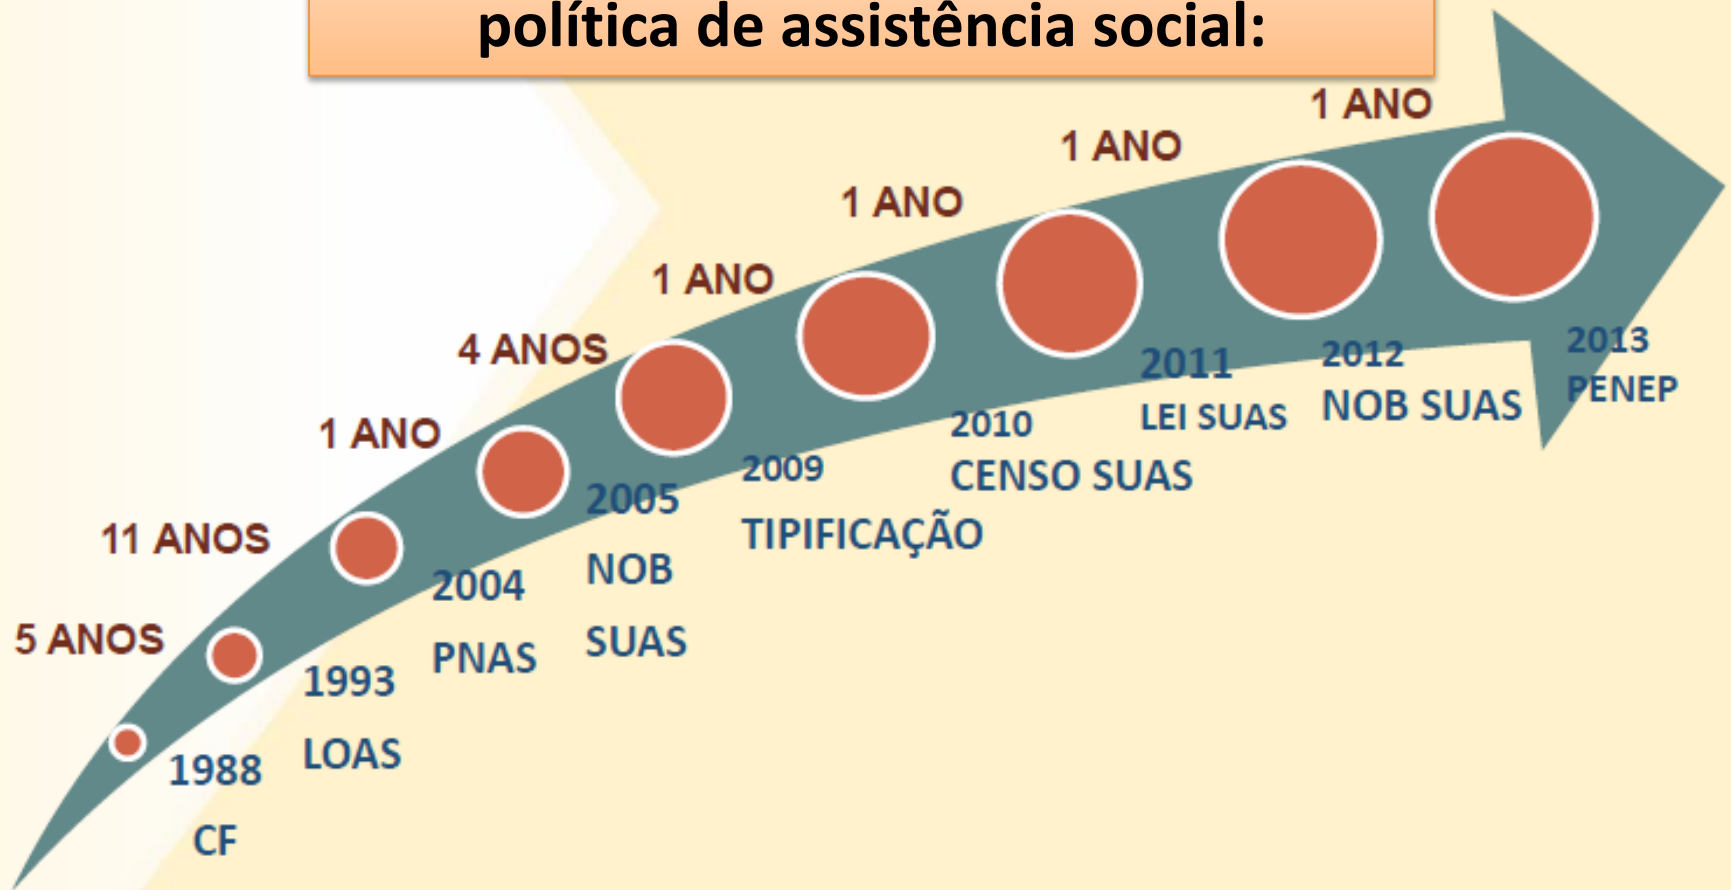 política de assistência social:
5 ANOS
11 ANOS
1 ANO
4 ANOS
1 ANO
1 ANO
1 ANO
1 ANO
1988
CF
1993
LOAS
2004
PNAS
2005
NOB
SUAS
2009
TIPIFICAÇÃO
2010
CENSO SUAS
2011
LEI SUAS
2012
NOB SUAS
2013
PENEP